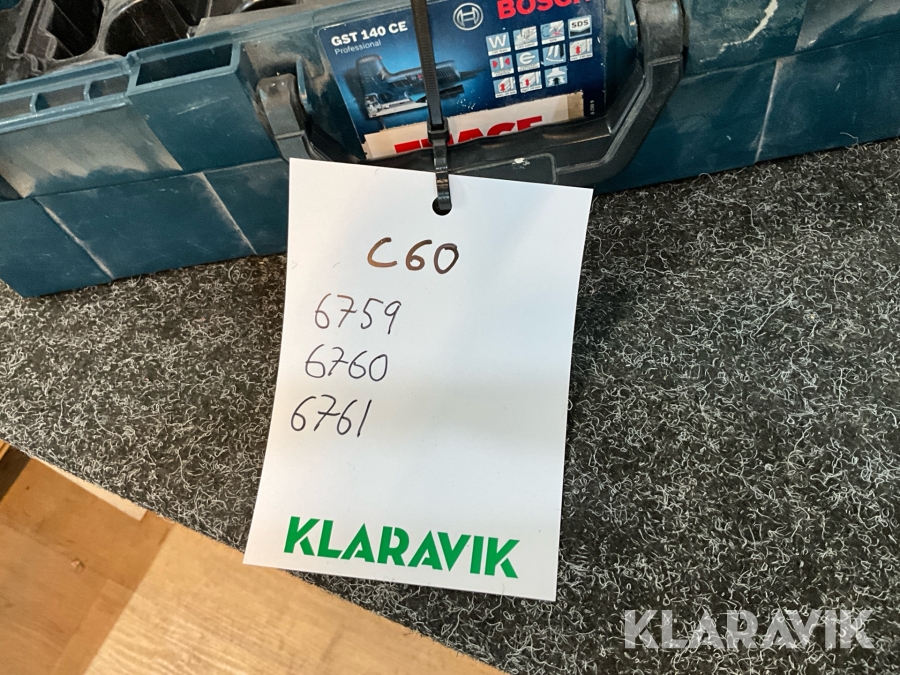 BOSCH
GST 140 CE
Professional
SDS
W
C60
6759
6760
6761
KLARAVIK
KLARAVIK